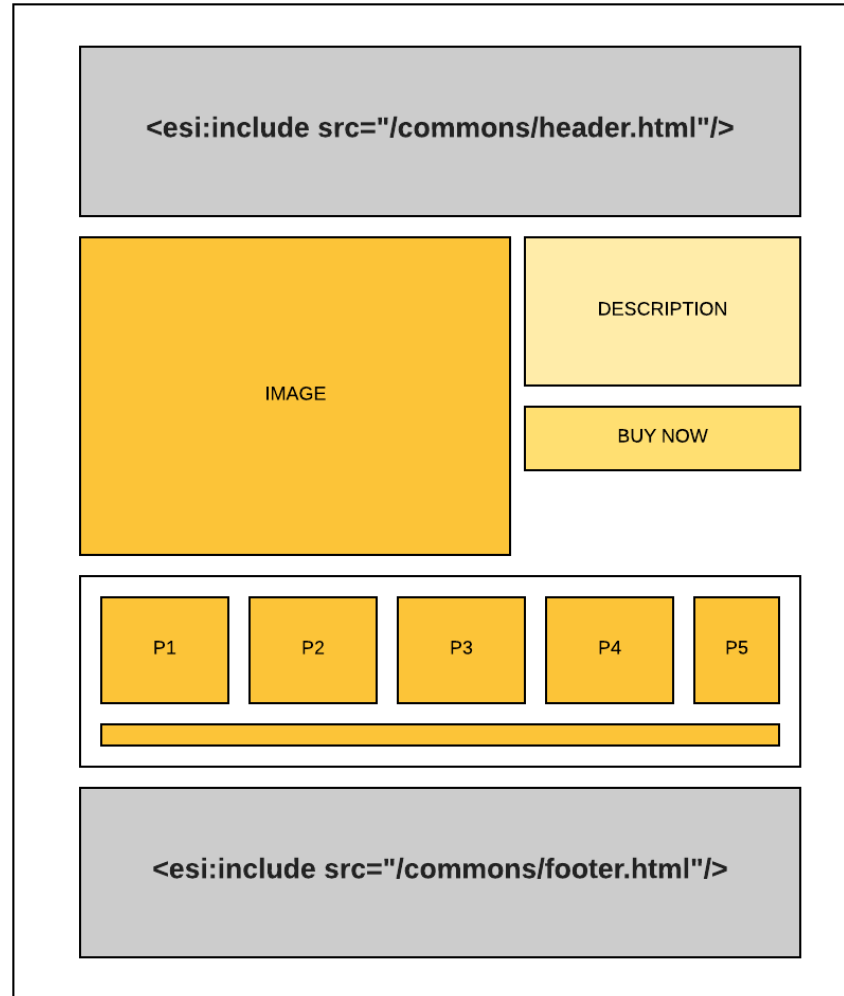 <esi:include src="/commons/header.html"/>
IMAGE
DESCRIPTION
BUY NOW
P1 P2 P3 P4 P5
<esi:include src="/commons/footer.html"/>